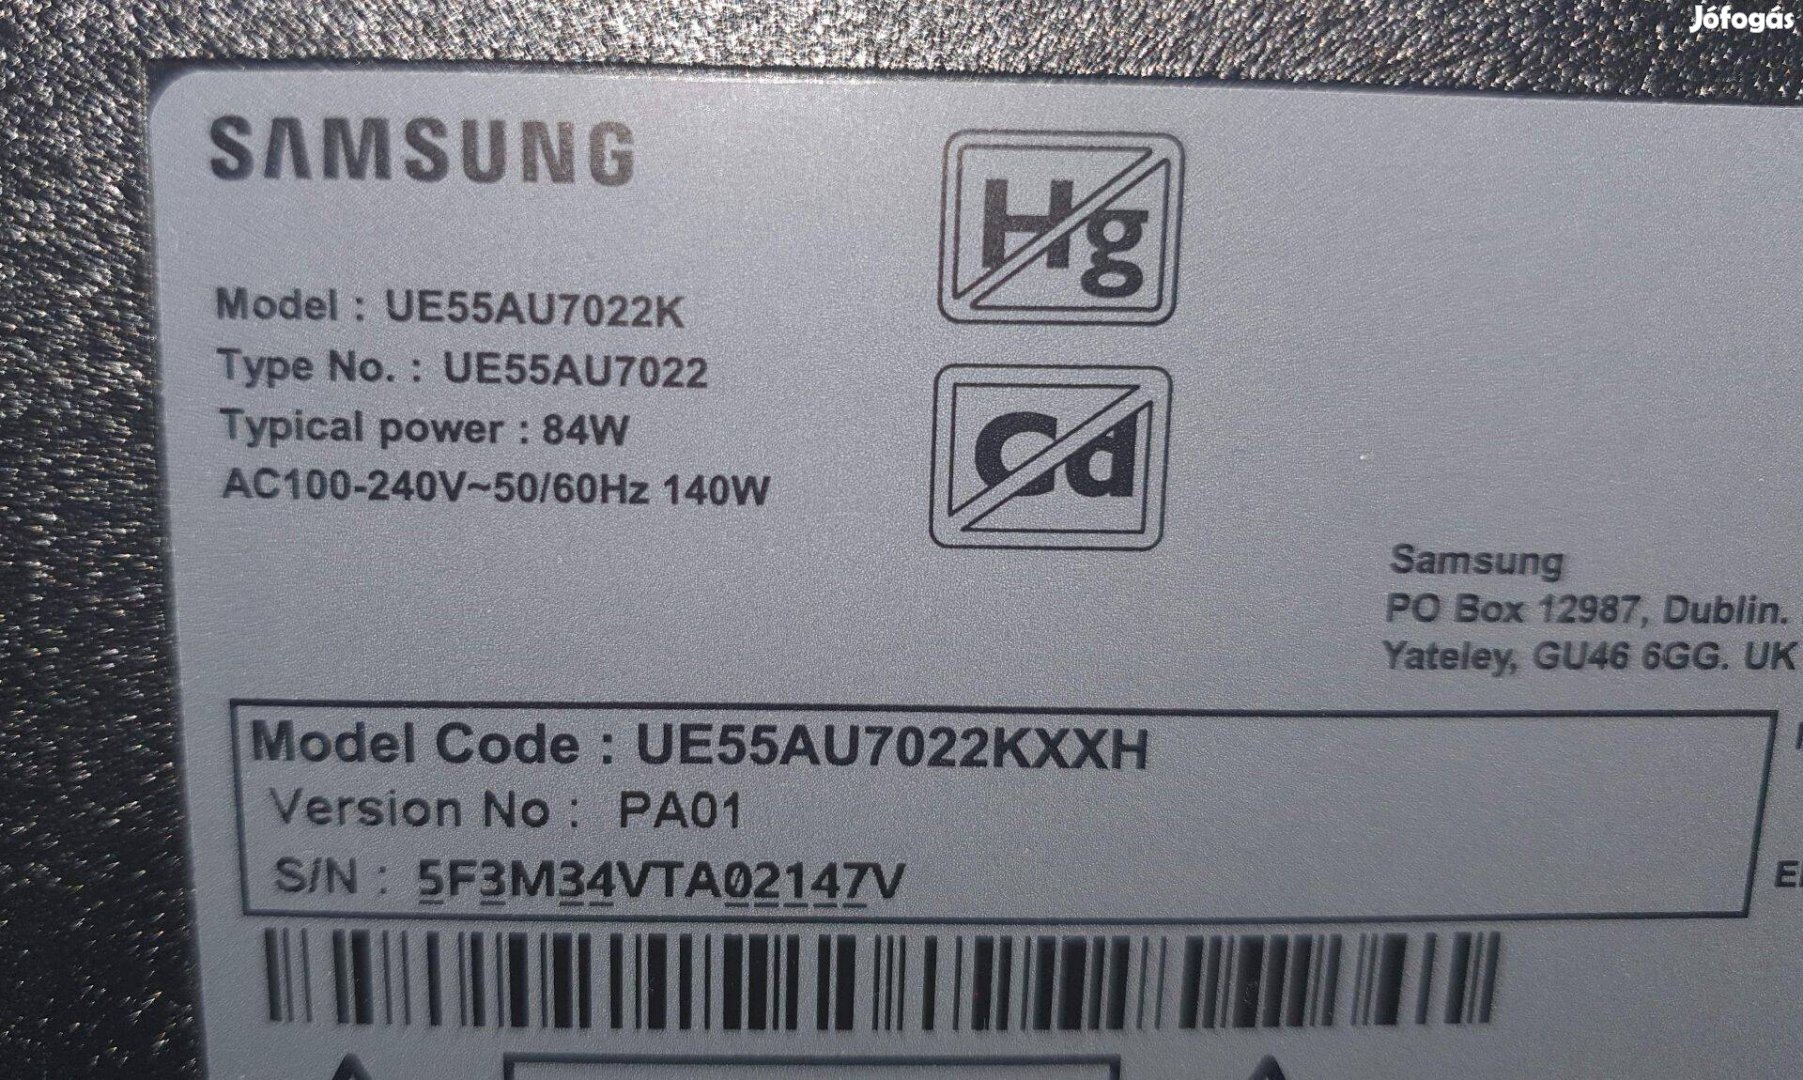 Jófogás
SAMSUNG
Hg
Model : UE55AU7022K
Type No. : UE55AU7022
Typical power : 84W
AC100-240V~50/60Hz 140W
Cd
Samsung
PO Box 12987, Dublin.
Yateley, GU46 6GG. UK
Model Code : UE55AU7022KXXH
Version No : PA01
S/N : 5F3M34VTA02147V